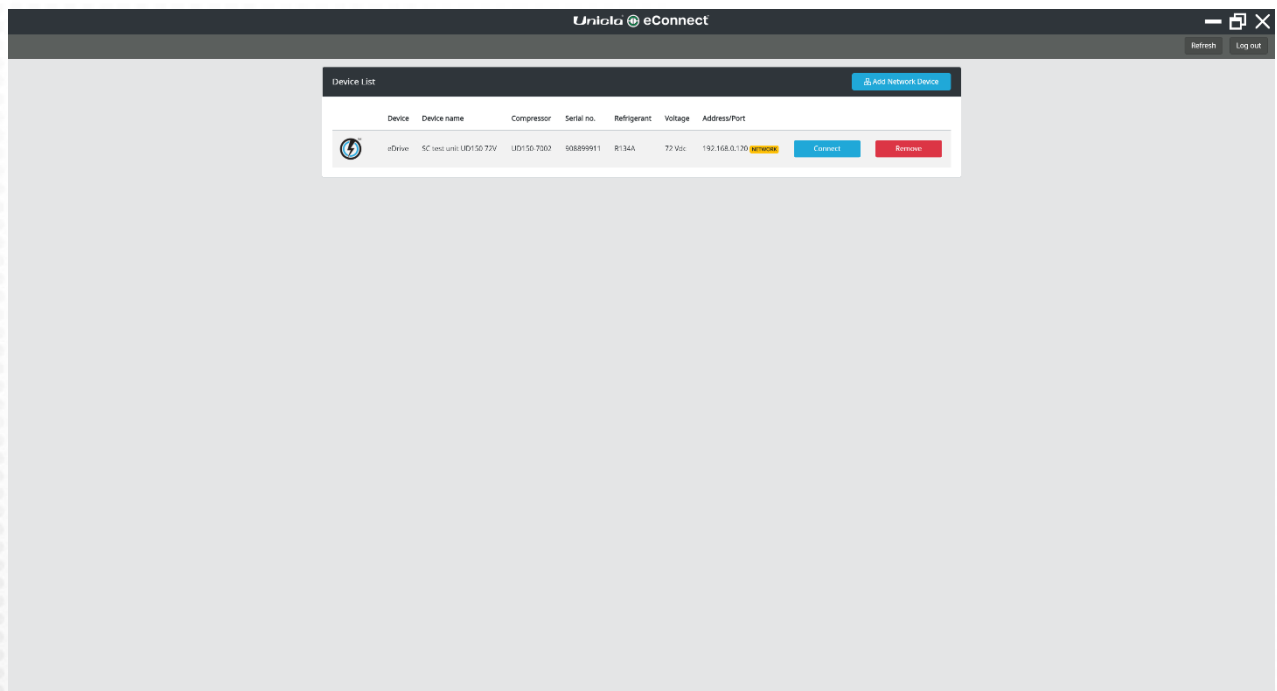 Unicla eConnect
Refresh Log out
Device List Add Network Device
Device Device name Compressor Serial no. Refrigerant Voltage Address/Port
eDrive SC test unit UD150 72V UD150-7002 908899911 R134A 72 Vdc 192.168.0.120 NETWORK Connect Remove